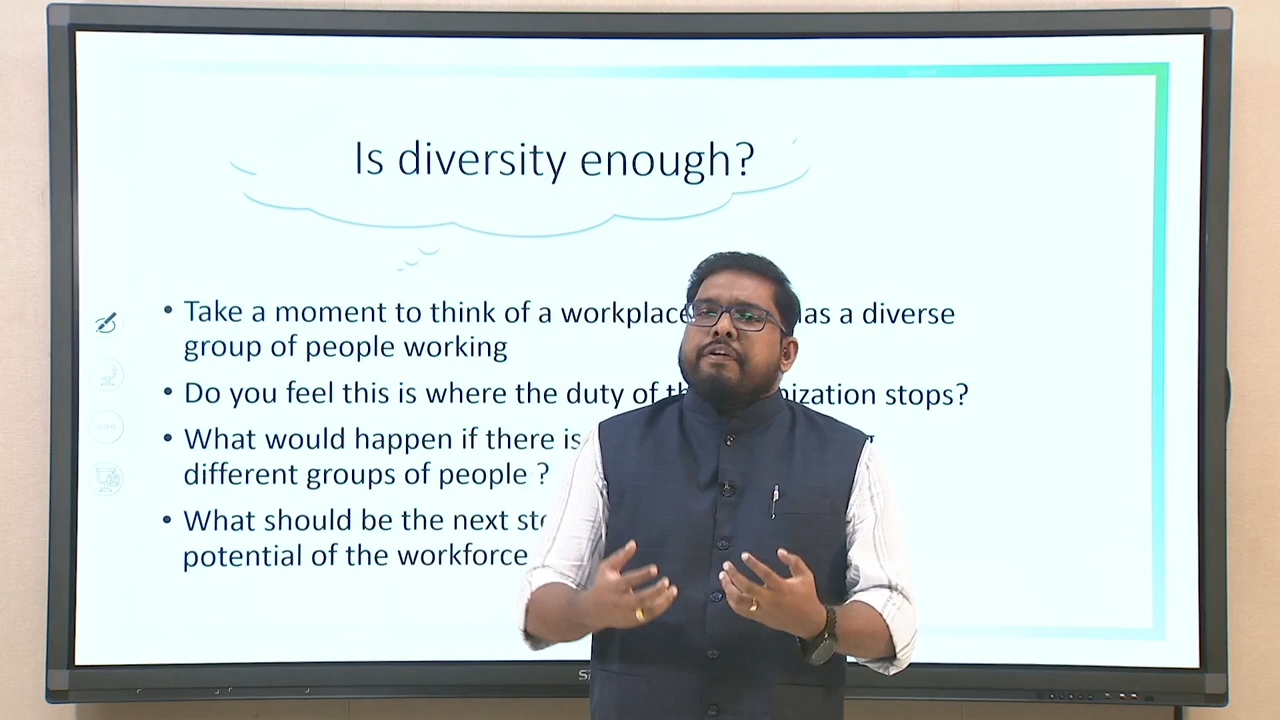 Is diversity enough?
• Take a moment to think of a workplace has a diverse
group of people working
• Do you feel this is where the duty of stops?
• What would happen if there is
different groups of people ?
• What should be the next
potential of the workforce